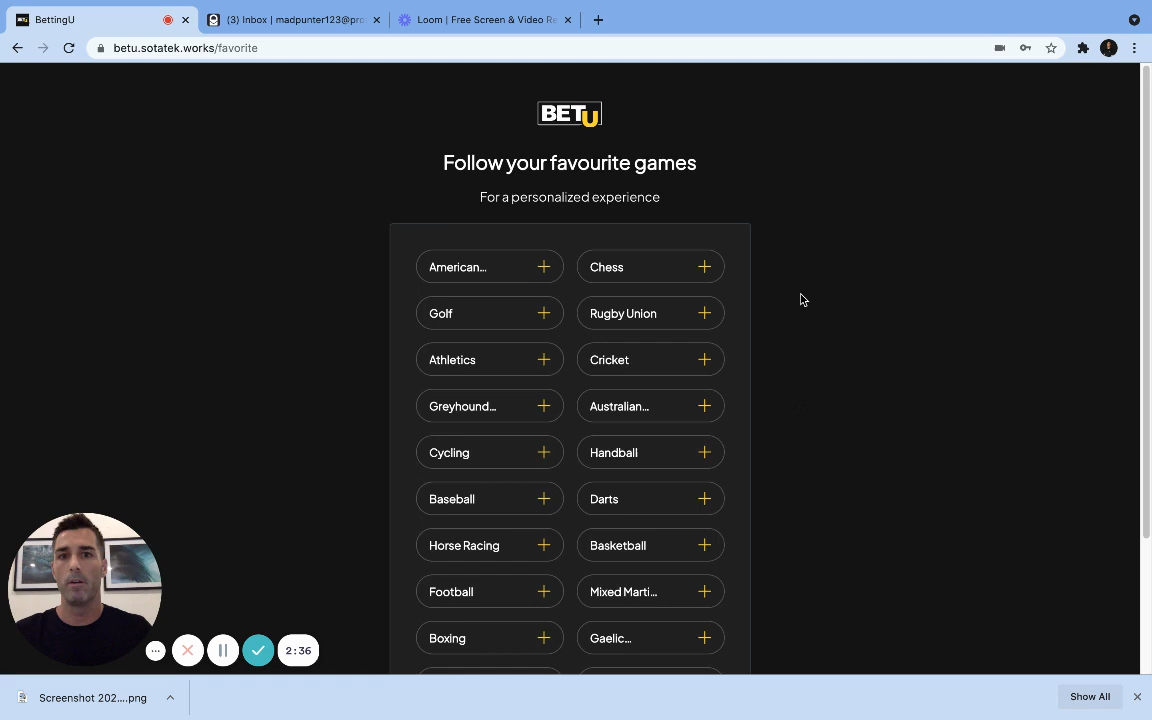 BettingU
(3) Inbox | madpunter123@pro
Loom | Free Screen & Video Re
betu.sotatek.works/favorite
BETU
Follow your favourite games
For a personalized experience
American...
Chess
Golf
Rugby Union
Athletics
Cricket
Greyhound...
Australian...
Cycling
Handball
Baseball
Darts
Horse Racing
Basketball
Football
Mixed Marti...
Boxing
Gaelic...
2:36
Screenshot 202....png
Show All